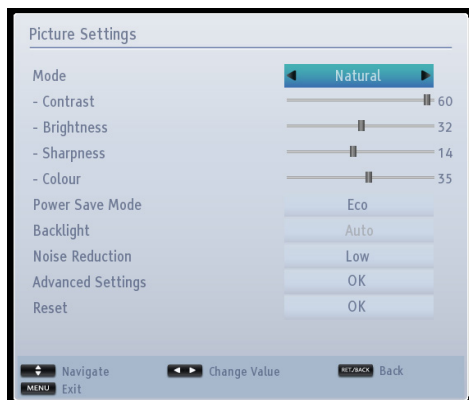 Picture Settings
Mode Natural
- Contrast 60
- Brightness 32
- Sharpness 14
- Colour 35
Power Save Mode Eco
Backlight Auto
Noise Reduction Low
Advanced Settings OK
Reset OK
Navigate Change Value RET./BACK Back
MENU Exit